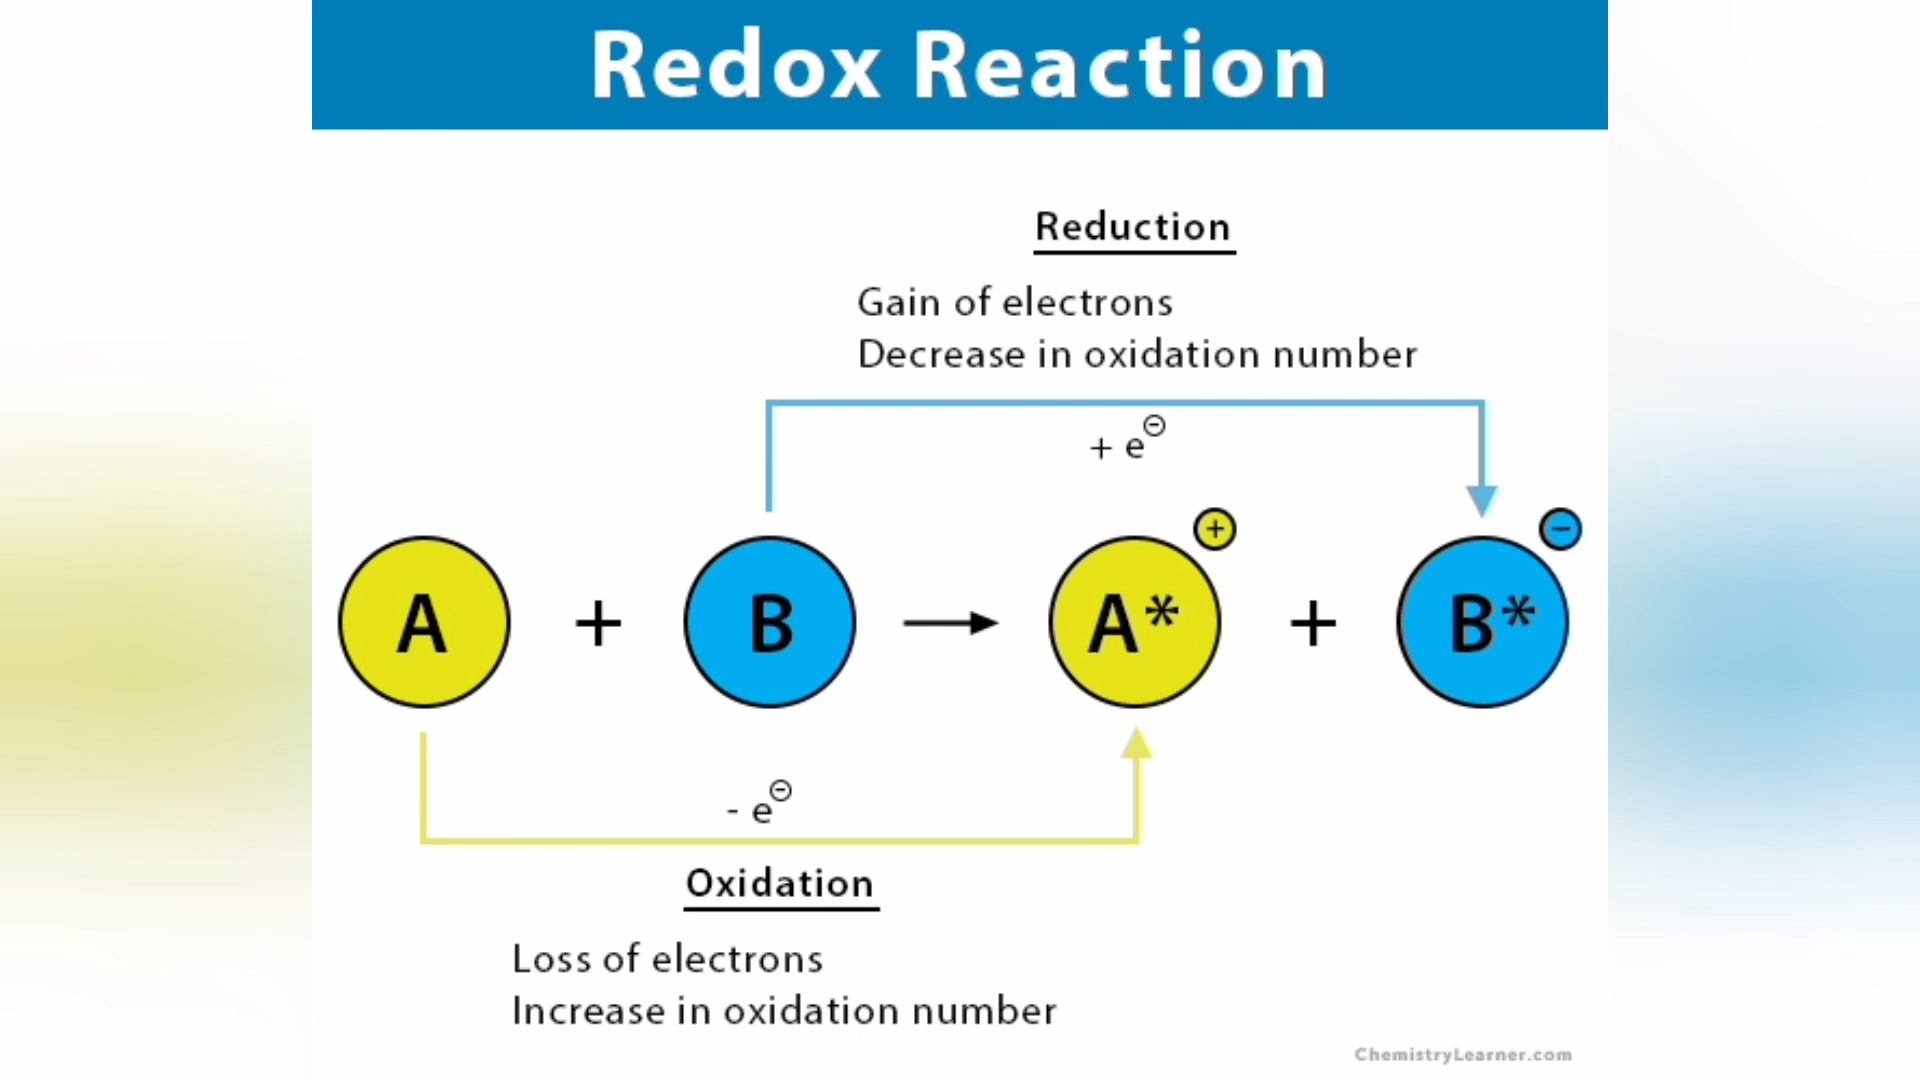 Redox Reaction
Reduction
Gain of electrons
Decrease in oxidation number
+ e⊖
A + B → A*⊕ + B*⊖
- e⊖
Oxidation
Loss of electrons
Increase in oxidation number
ChemistryLearner.com